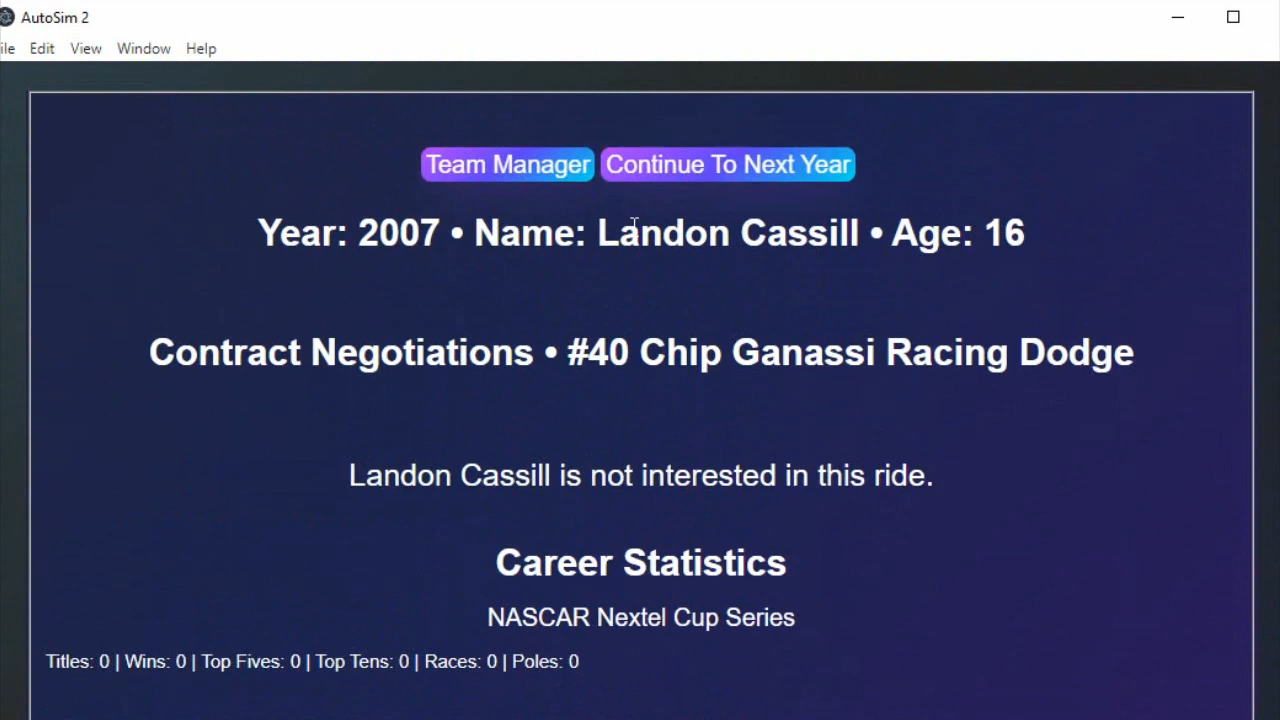 AutoSim 2
ile Edit View Window Help
Team Manager Continue To Next Year
Year: 2007 • Name: Landon Cassill • Age: 16
Contract Negotiations • #40 Chip Ganassi Racing Dodge
Landon Cassill is not interested in this ride.
Career Statistics
NASCAR Nextel Cup Series
Titles: 0 | Wins: 0 | Top Fives: 0 | Top Tens: 0 | Races: 0 | Poles: 0